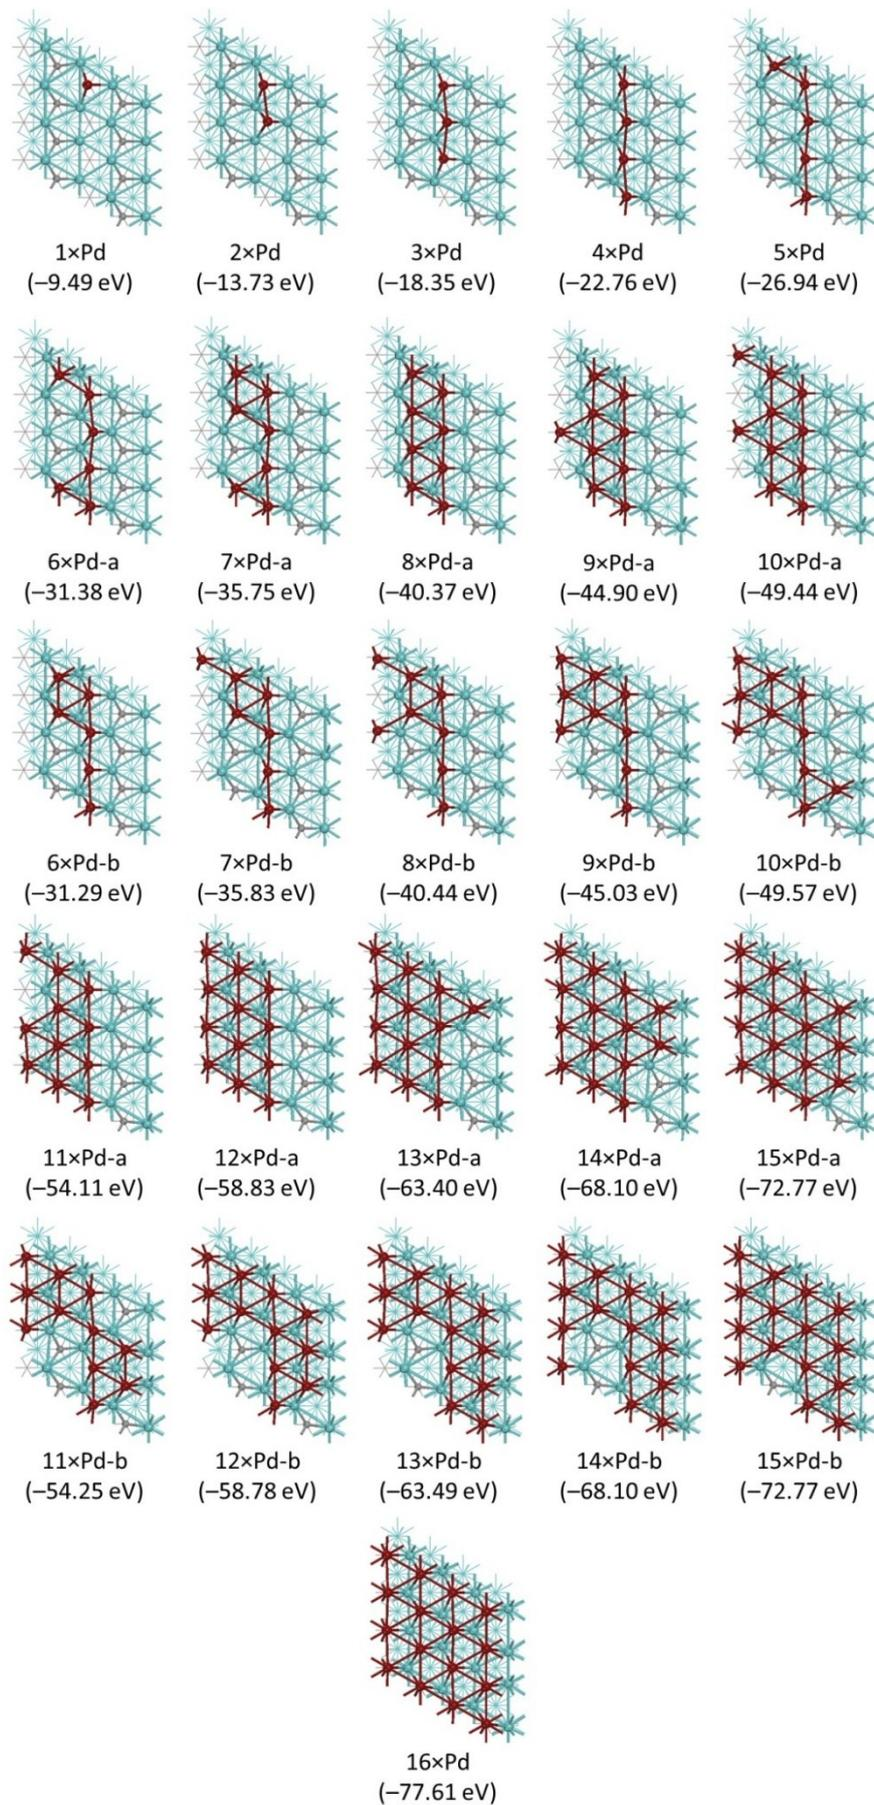 1×Pd 2×Pd 3×Pd 4×Pd 5×Pd
(–9.49 eV) (–13.73 eV) (–18.35 eV) (–22.76 eV) (–26.94 eV)
6×Pd-a 7×Pd-a 8×Pd-a 9×Pd-a 10×Pd-a
(–31.38 eV) (–35.75 eV) (–40.37 eV) (–44.90 eV) (–49.44 eV)
6×Pd-b 7×Pd-b 8×Pd-b 9×Pd-b 10×Pd-b
(–31.29 eV) (–35.83 eV) (–40.44 eV) (–45.03 eV) (–49.57 eV)
11×Pd-a 12×Pd-a 13×Pd-a 14×Pd-a 15×Pd-a
(–54.11 eV) (–58.83 eV) (–63.40 eV) (–68.10 eV) (–72.77 eV)
11×Pd-b 12×Pd-b 13×Pd-b 14×Pd-b 15×Pd-b
(–54.25 eV) (–58.78 eV) (–63.49 eV) (–68.10 eV) (–72.77 eV)
16×Pd
(–77.61 eV)